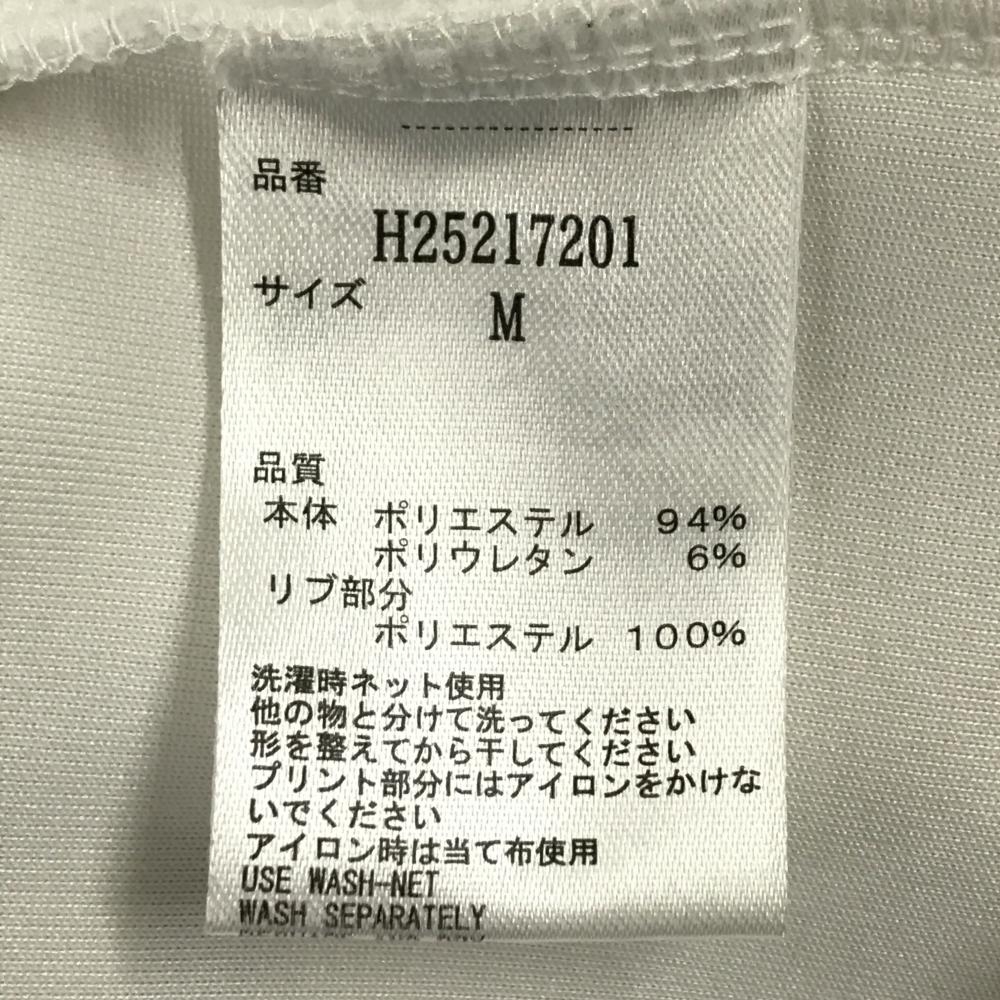 品番
H25217201
サイズ
M
品質
本体 ポリエステル 94%
ポリウレタン 6%
リブ部分
ポリエステル 100%
洗濯時ネット使用
他の物と分けて洗ってください
形を整えてから干してください
プリント部分にはアイロンをかけな
いでください
アイロン時は当て布使用
USE WASH-NET
WASH SEPARATELY